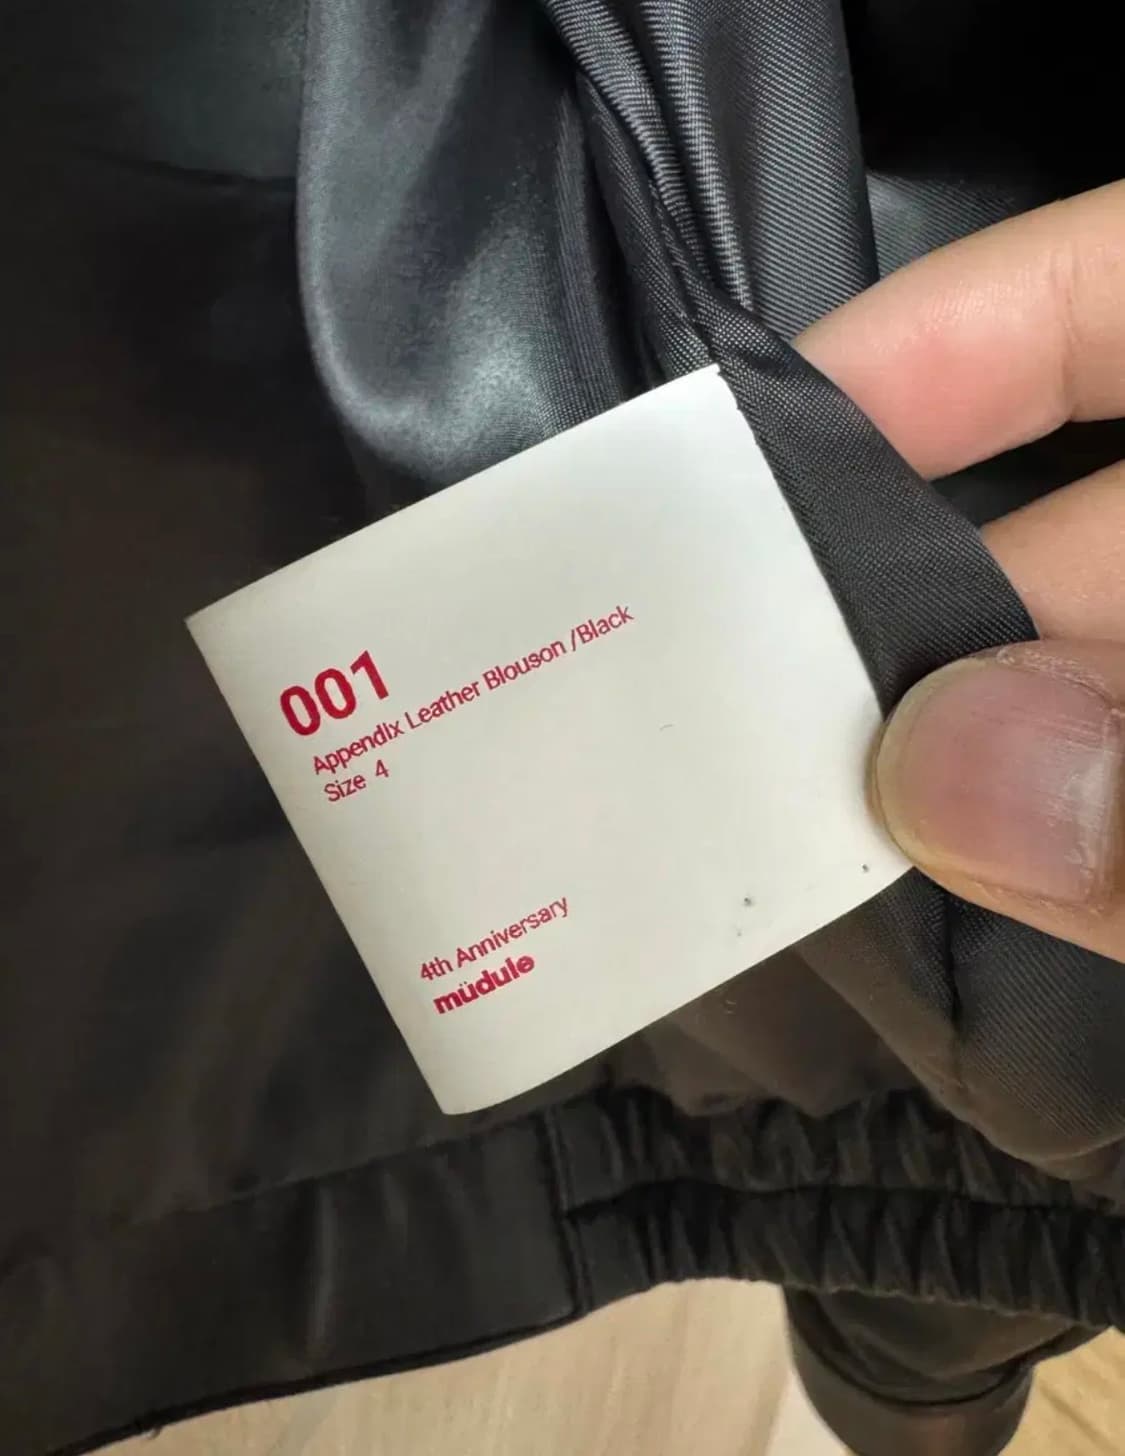 001
Appendix Leather Blouson /Black
Size 4
4th Anniversary
müdule